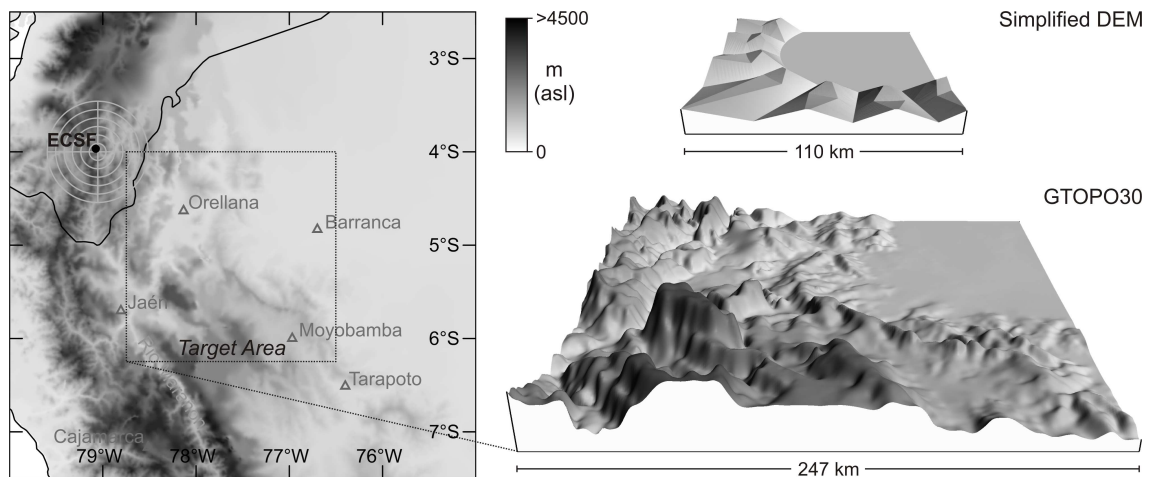 3°S
4°S
5°S
6°S
7°S
ECSF
Orellana
Barranca
Jaén
Moyobamba
Target Area
Tarapoto
Cajamarca
79°W
78°W
77°W
76°W
>4500
m
(asl)
0
Simplified DEM
110 km
GTOPO30
247 km